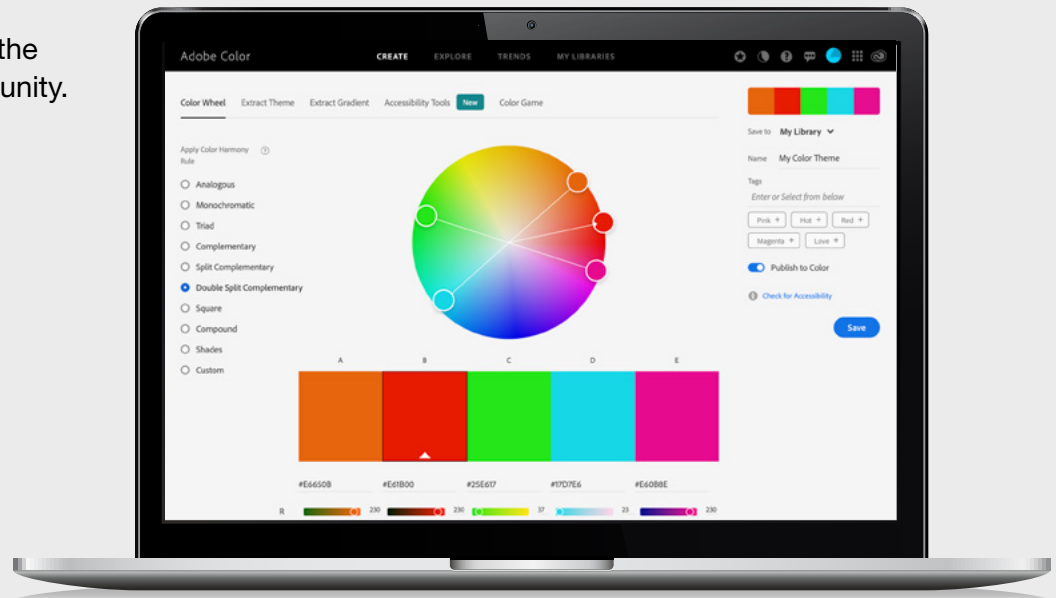 the
unity.
Adobe Color
CREATE EXPLORE TRENDS MY LIBRARIES
Color Wheel Extract Theme Extract Gradient Accessibility Tools New Color Game
Apply Color Harmony
Rule
Analogous
Monochromatic
Triad
Complementary
Split Complementary
Double Split Complementary
Square
Compound
Shades
Custom
Save to My Library
Name My Color Theme
Tags
Enter or Select from below
Pink + Hot + Red +
Magenta + Love +
Publish to Color
Check for Accessibility
Save
A B C D E
#E6650B #E61B00 #25E617 #17D7E6 #E60B8E
R 230 230 37 23 230